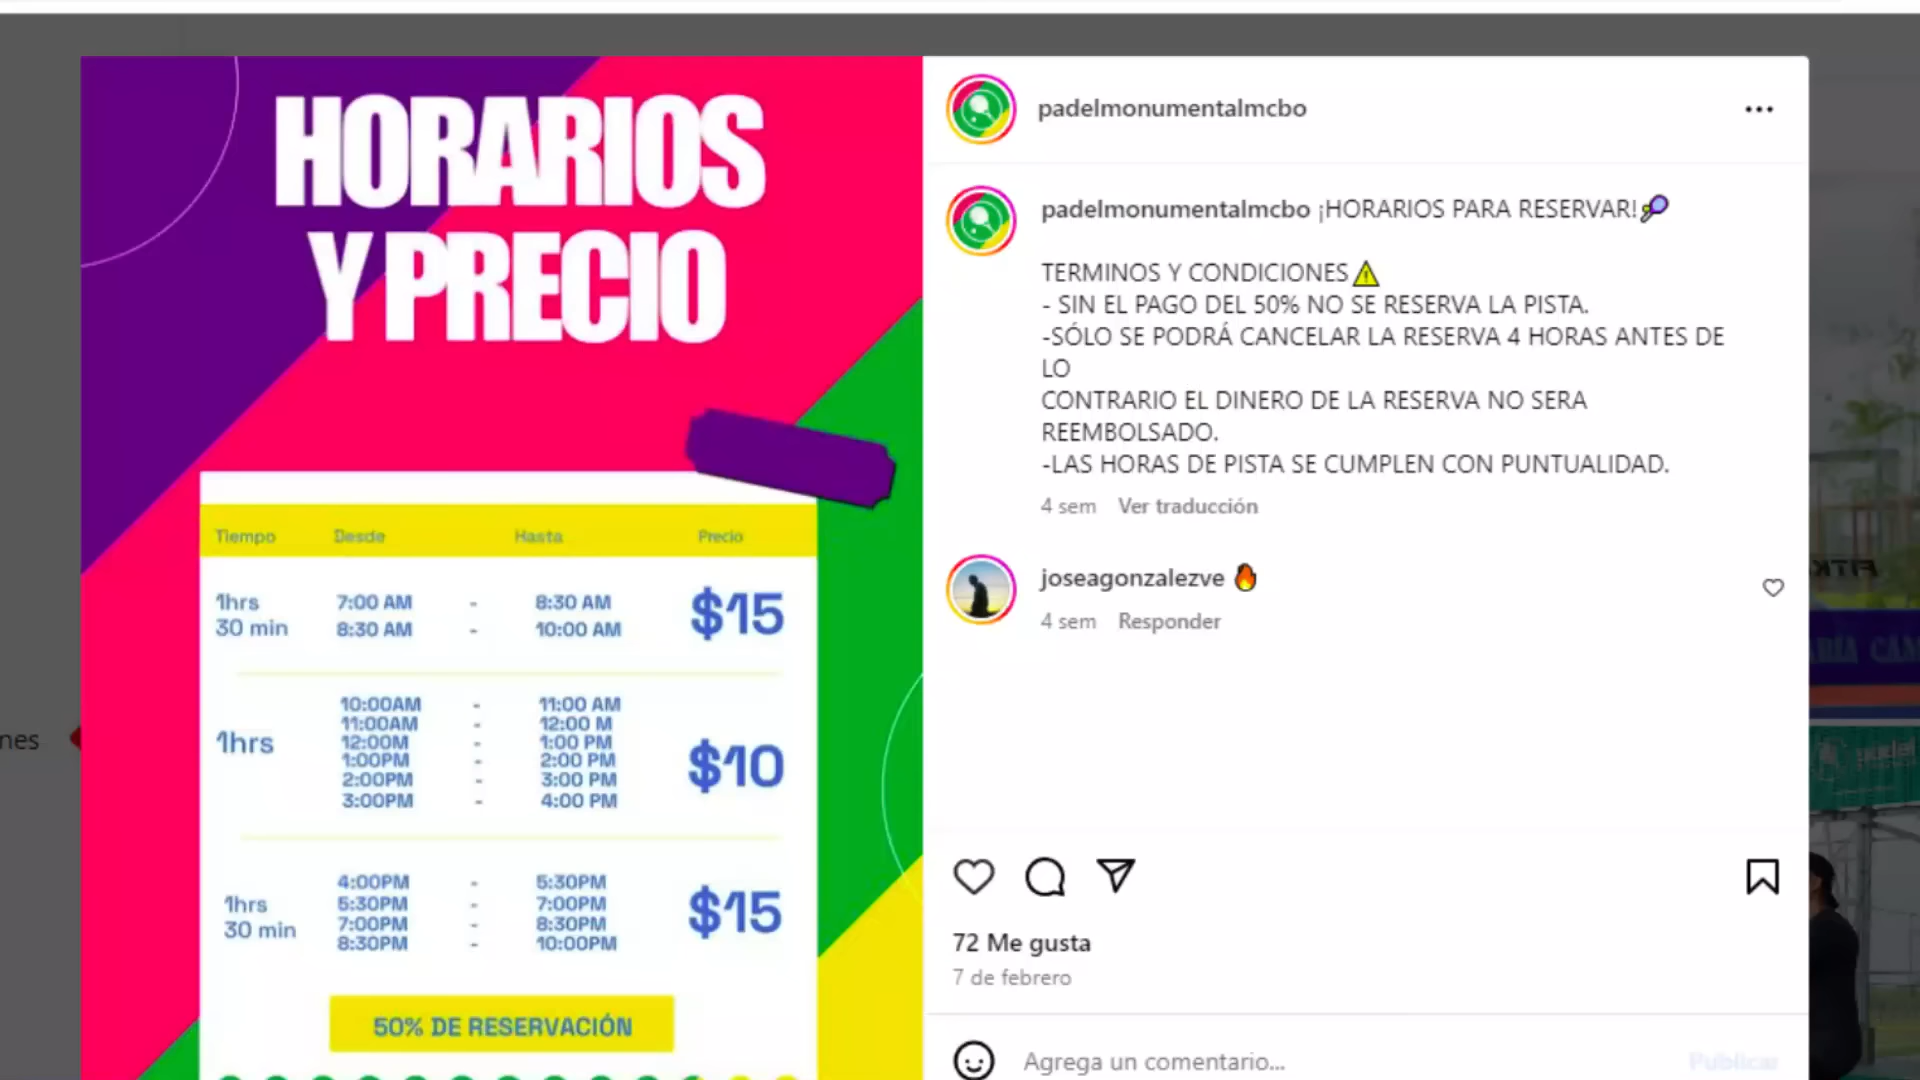 HORARIOS
Y PRECIO
Tiempo Desde Hasta Precio
1hrs
30 min
7:00 AM - 8:30 AM
8:30 AM - 10:00 AM
$15
1hrs
10:00AM - 11:00 AM
11:00AM - 12:00 M
12:00M - 1:00 PM
1:00PM - 2:00 PM
2:00PM - 3:00 PM
3:00PM - 4:00 PM
$10
1hrs
30 min
4:00PM - 5:30PM
5:30PM - 7:00PM
7:00PM - 8:30PM
8:30PM - 10:00PM
$15
50% DE RESERVACIÓN
padelmonumentalmcbo
padelmonumentalmcbo ¡HORARIOS PARA RESERVAR!🎾
TERMINOS Y CONDICIONES⚠
- SIN EL PAGO DEL 50% NO SE RESERVA LA PISTA.
-SÓLO SE PODRÁ CANCELAR LA RESERVA 4 HORAS ANTES DE
LO
CONTRARIO EL DINERO DE LA RESERVA NO SERA
REEMBOLSADO.
-LAS HORAS DE PISTA SE CUMPLEN CON PUNTUALIDAD.
4 sem Ver traducción
joseagonzalezve 🔥
4 sem Responder
72 Me gusta
7 de febrero
Agrega un comentario...
Publicar
nes
padel